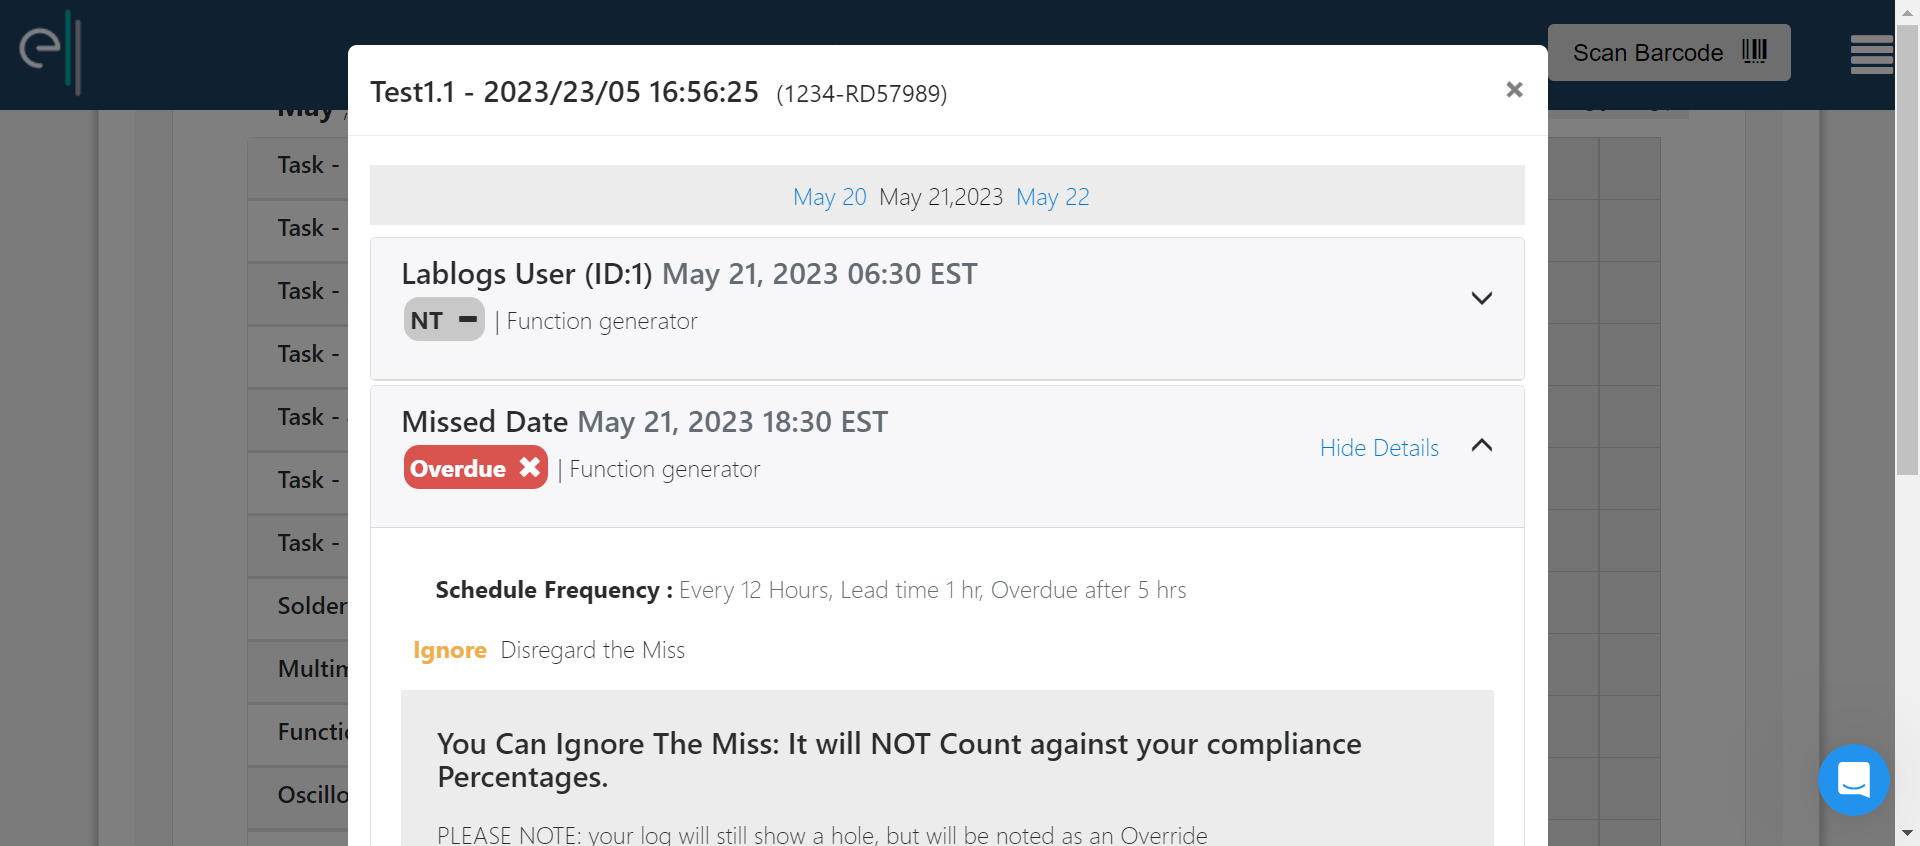 ell
Scan Barcode
Test1.1 - 2023/23/05 16:56:25 (1234-RD57989)
×
May 20 May 21,2023 May 22
Lablogs User (ID:1) May 21, 2023 06:30 EST
NT | Function generator
Missed Date May 21, 2023 18:30 EST
Hide Details
Overdue | Function generator
Schedule Frequency : Every 12 Hours, Lead time 1 hr, Overdue after 5 hrs
Ignore Disregard the Miss
You Can Ignore The Miss: It will NOT Count against your compliance
Percentages.
PLEASE NOTE: your log will still show a hole, but will be noted as an Override
May ,
Task -
Task -
Task -
Task -
Task -
Task -
Task -
Solder
Multim
Functio
Oscillo